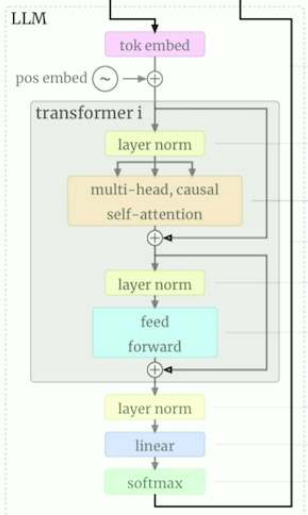 LLM
tok embed
pos embed ~
transformer i
layer norm
multi-head, causal
self-attention
layer norm
feed
forward
layer norm
linear
softmax